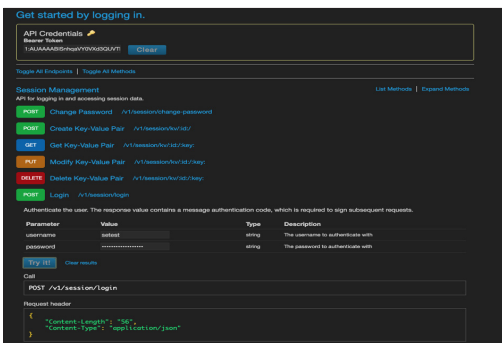 Get started by logging in.
API Credentials 🔑
Bearer Token
Clear
Toggle All Endpoints | Toggle All Methods
Session Management
List Methods | Expand Methods
API for logging in and accessing session data.
POST Change Password /v1/session/change-password
POST Create Key-Value Pair /v1/session/kv/:id:/
GET Get Key-Value Pair /v1/session/kv/:id:/:key:
PUT Modify Key-Value Pair /v1/session/kv/:id:/:key:
DELETE Delete Key-Value Pair /v1/session/kv/:id:/:key:
POST Login /v1/session/login
Authenticate the user. The response value contains a message authentication code, which is required to sign subsequent requests.
Parameter Value Type Description
username setest string The username to authenticate with
password •••••••••••••••••• string The password to authenticate with
Try it! Clear results
Call
POST /v1/session/login
Request header
{
"Content-Length": "56",
"Content-Type": "application/json"
}